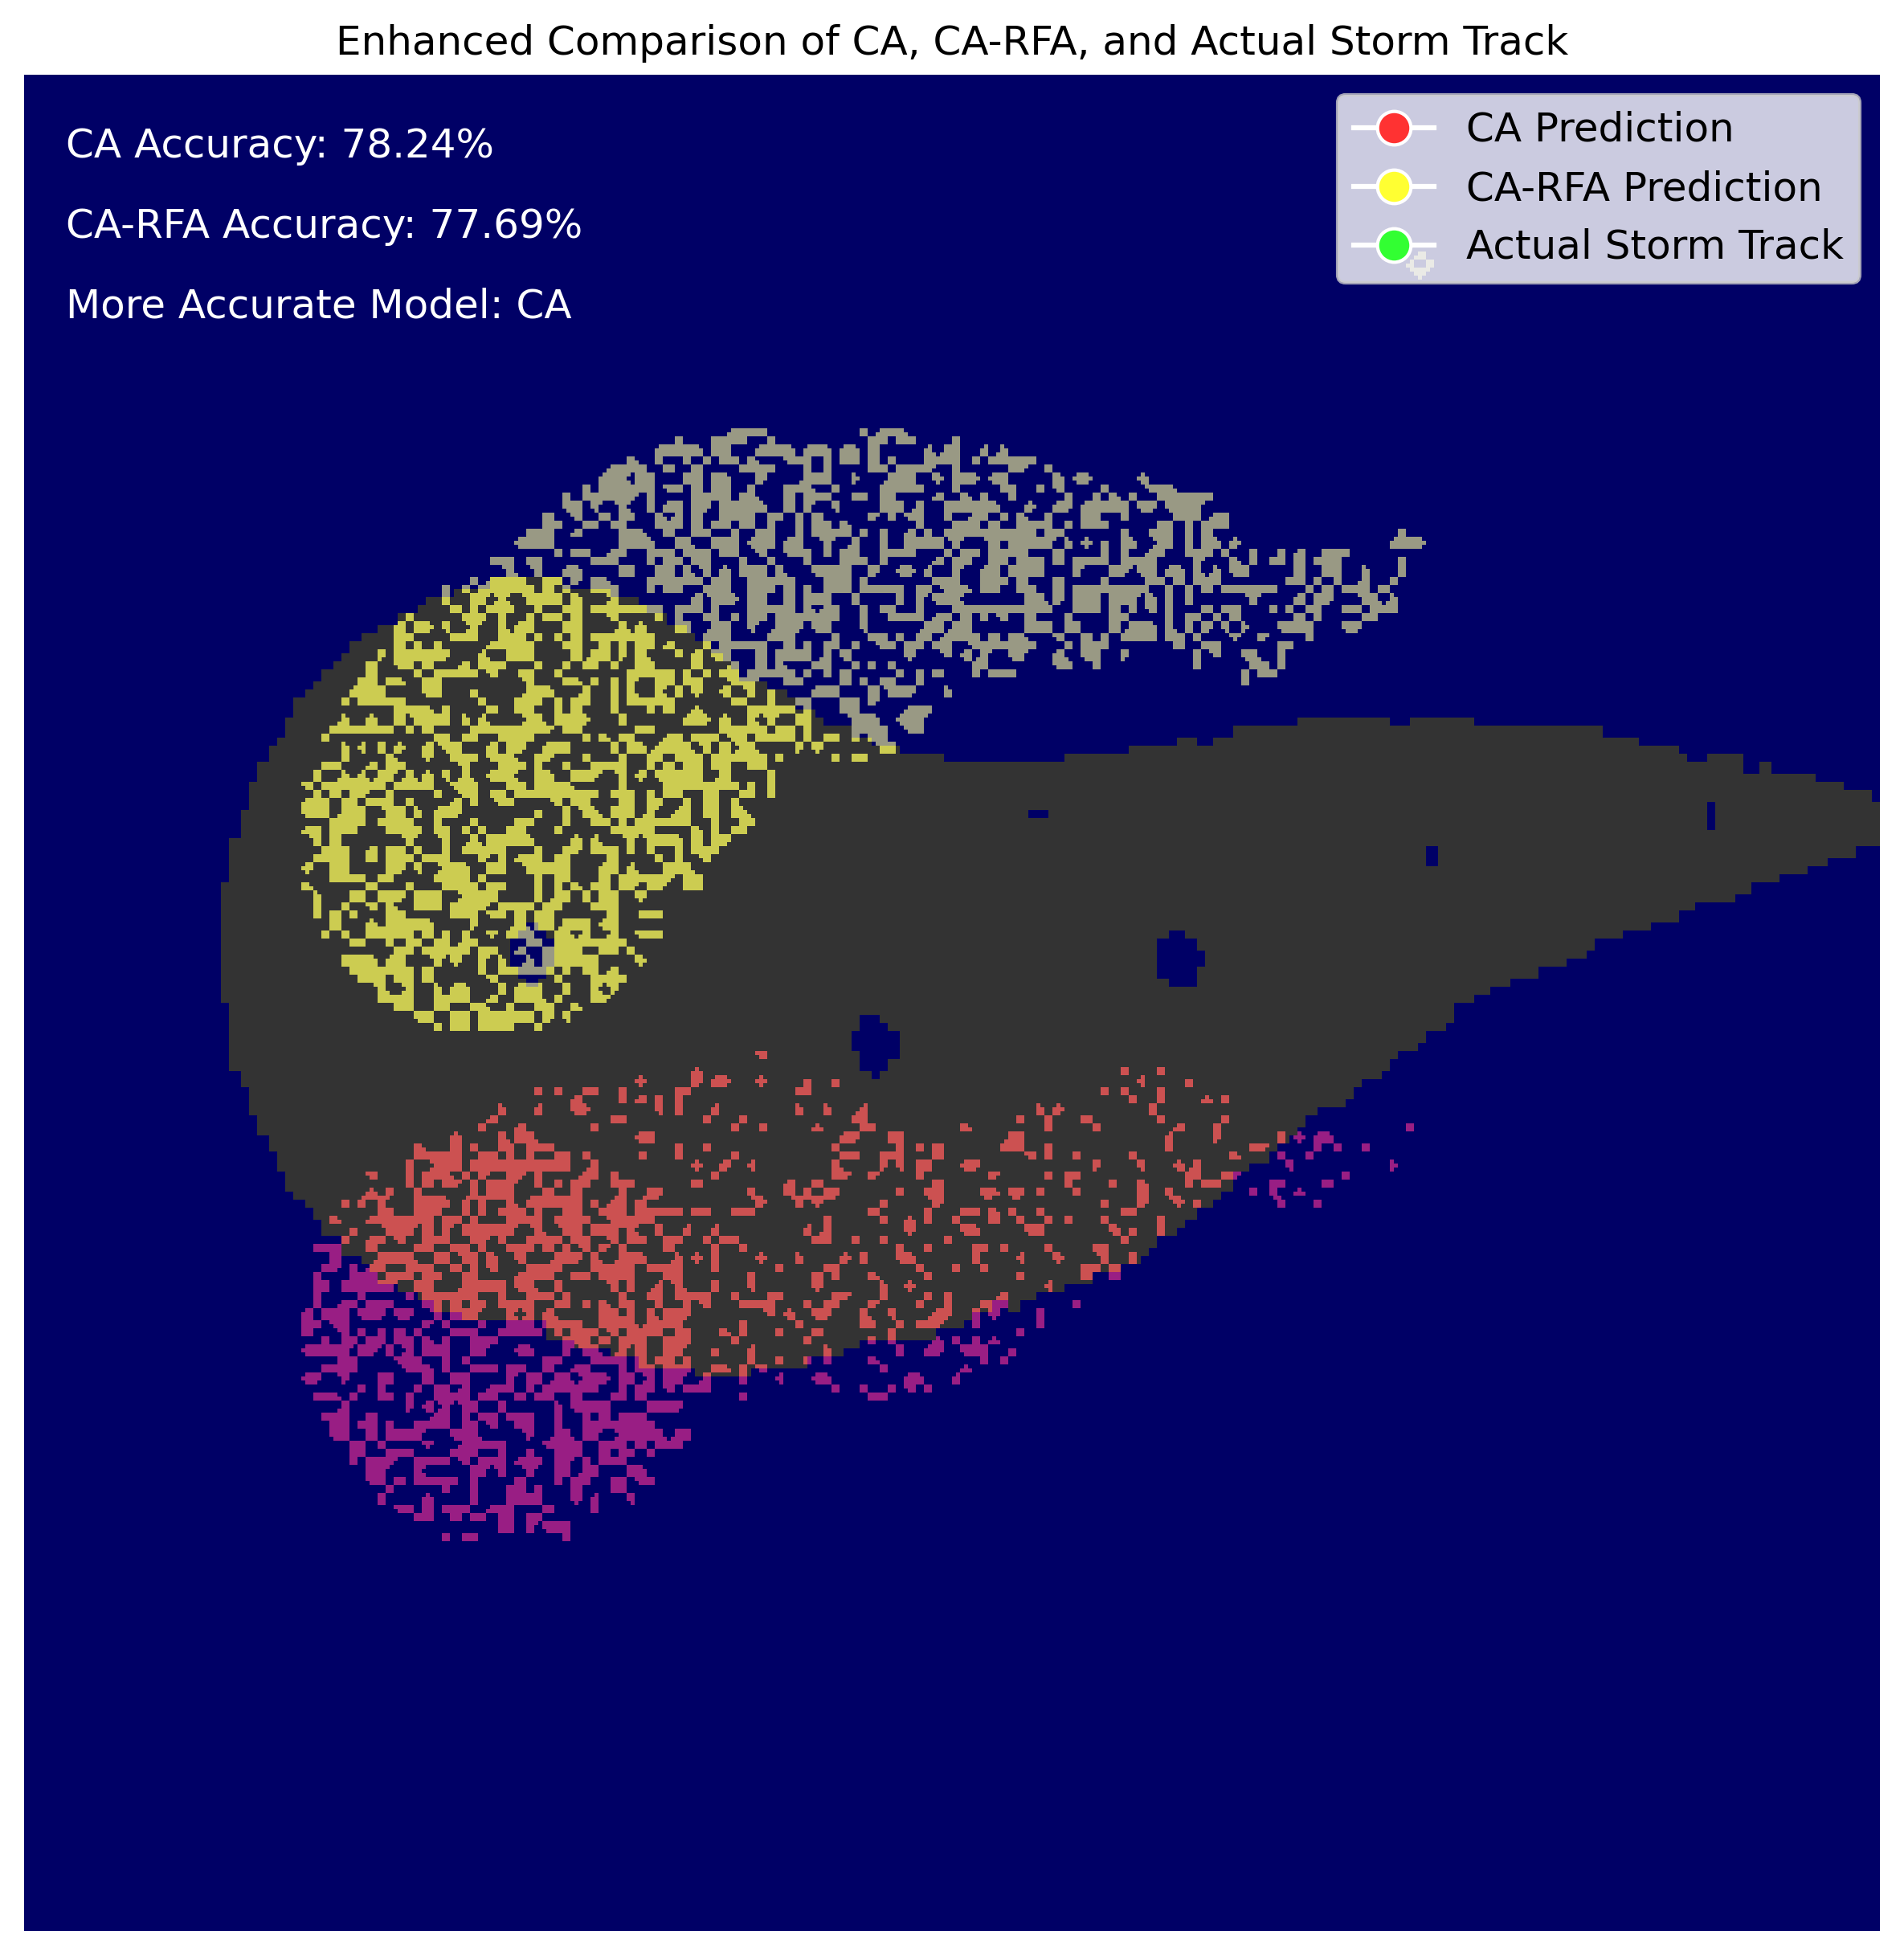 Enhanced Comparison of CA, CA-RFA, and Actual Storm Track
CA Accuracy: 78.24%
CA-RFA Accuracy: 77.69%
More Accurate Model: CA
CA Prediction
CA-RFA Prediction
Actual Storm Track